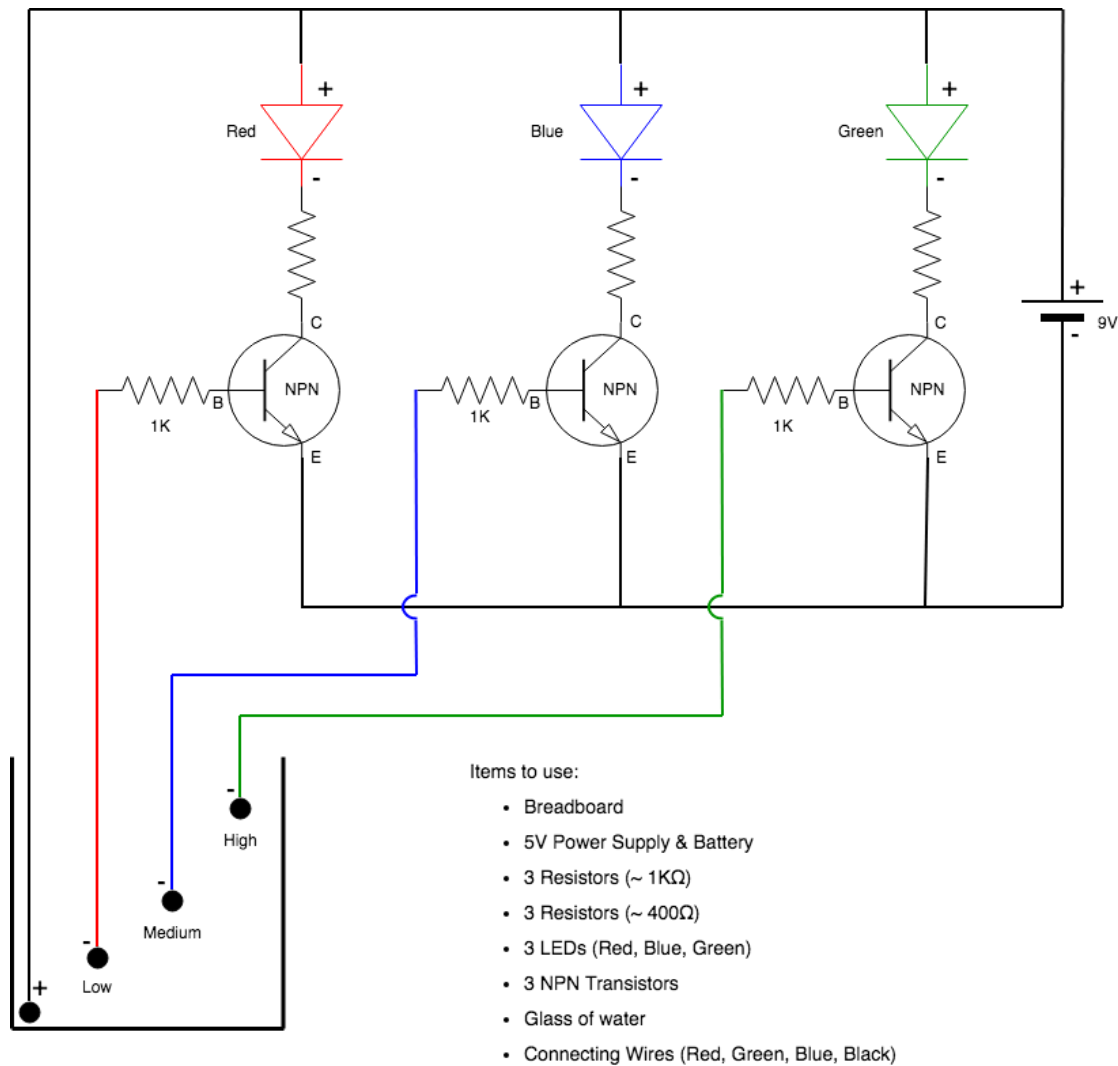 +
+
+
Red
Blue
Green
-
-
-
C
C
C
+
9V
-
NPN
NPN
NPN
B
B
B
1K
1K
1K
E
E
E
Items to use:
-
High
• Breadboard
• 5V Power Supply & Battery
• 3 Resistors (~ 1KΩ)
-
Medium
• 3 Resistors (~ 400Ω)
• 3 LEDs (Red, Blue, Green)
-
Low
• 3 NPN Transistors
+
• Glass of water
• Connecting Wires (Red, Green, Blue, Black)